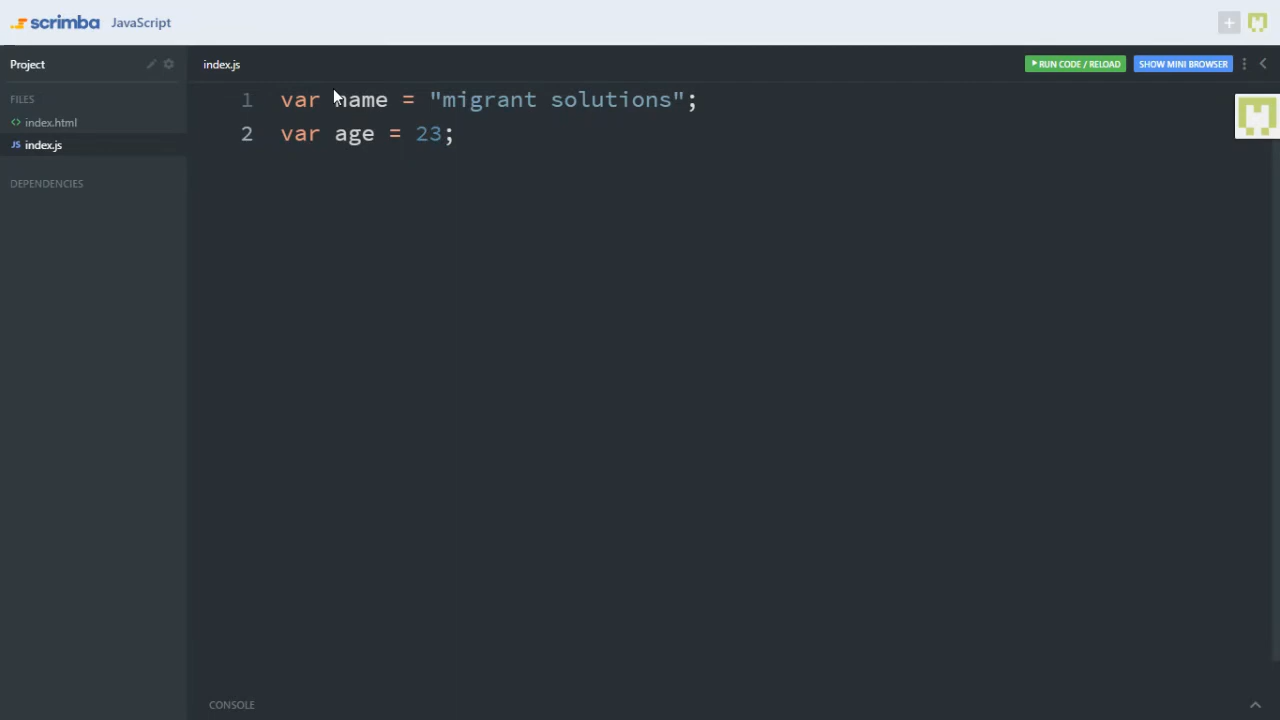 scrimba JavaScript
Project
index.js
RUN CODE / RELOAD
SHOW MINI BROWSER
FILES
index.html
JS index.js
DEPENDENCIES
1 var name = "migrant solutions";
2 var age = 23;
CONSOLE